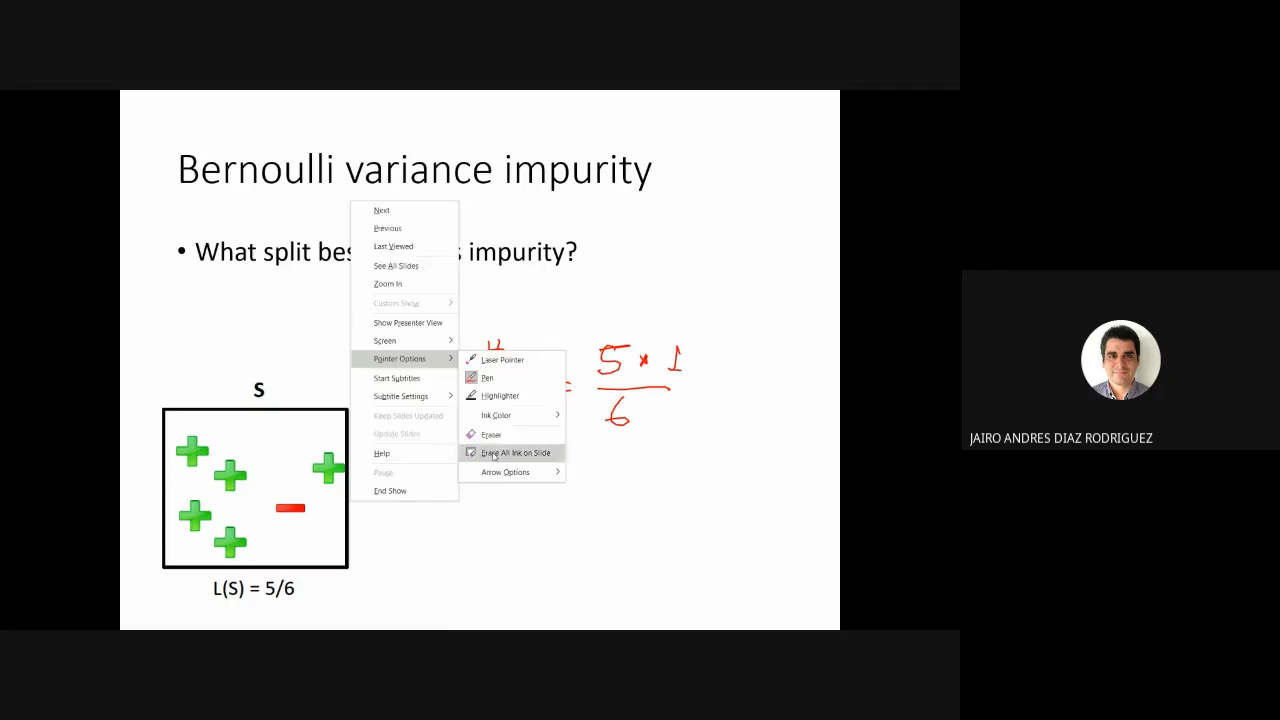 Bernoulli variance impurity
• What split bes s impurity?
Next
Previous
Last Viewed
See All Slides
Zoom In
Custom Show
Show Presenter View
Screen
Pointer Options
Start Subtitles
Subtitle Settings
Keep Slides Updated
Update Slides
Help
Pause
End Show
Laser Pointer
Pen
Highlighter
Ink Color
Eraser
Erase All Ink on Slide
Arrow Options
= 5 * 1
6
S
L(S) = 5/6
JAIRO ANDRES DIAZ RODRIGUEZ